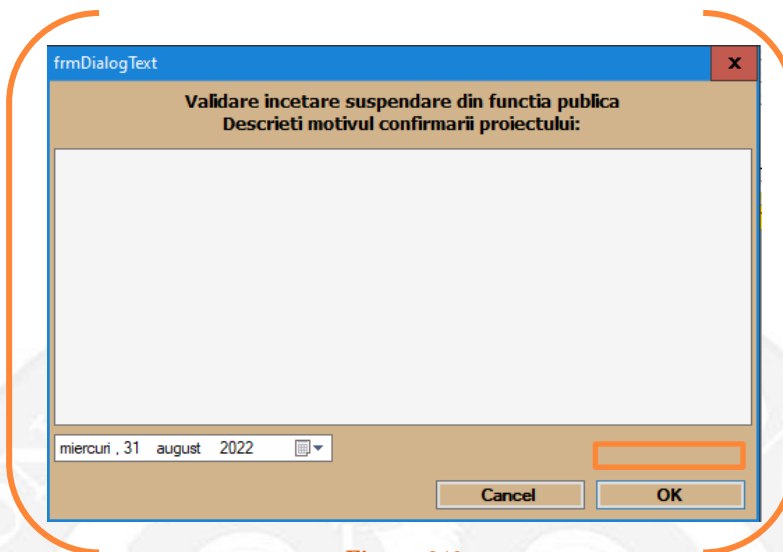 frmDialogText
Validare incetare suspendare din functia publica
Descrieti motivul confirmarii proiectului:
miercuri , 31 august 2022
Cancel
OK